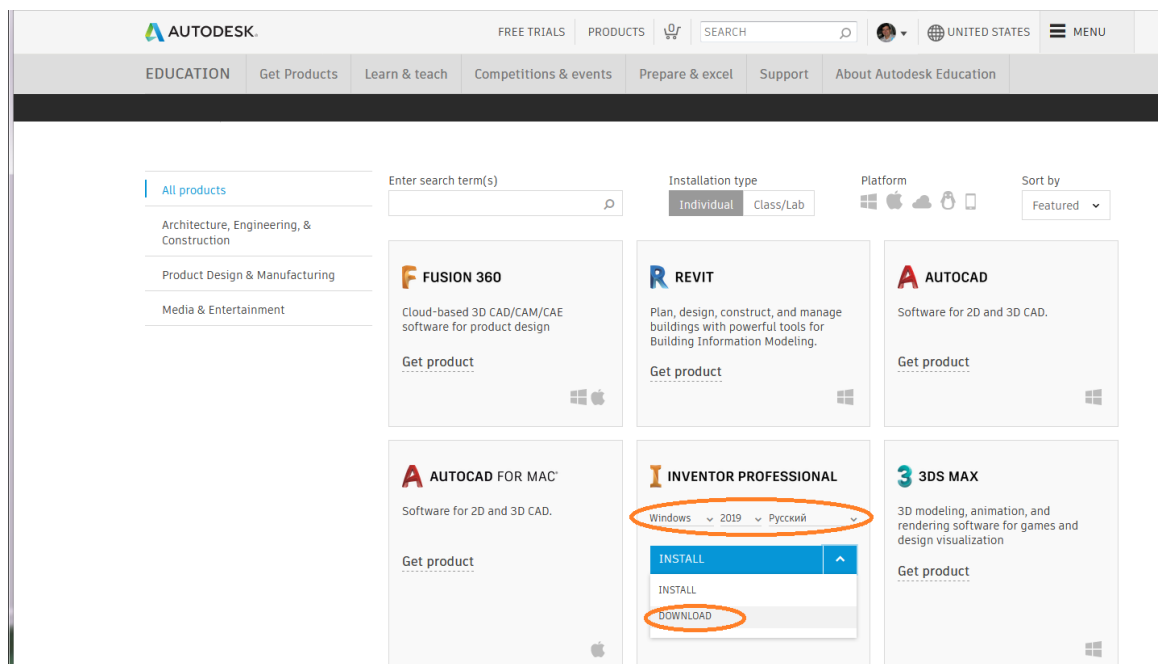 AUTODESK.
FREE TRIALS
PRODUCTS
0
SEARCH
UNITED STATES
MENU
EDUCATION
Get Products
Learn & teach
Competitions & events
Prepare & excel
Support
About Autodesk Education
All products
Architecture, Engineering, &
Construction
Product Design & Manufacturing
Media & Entertainment
Enter search term(s)
Installation type
Individual
Class/Lab
Platform
Sort by
Featured
FUSION 360
Cloud-based 3D CAD/CAM/CAE
software for product design
Get product
REVIT
Plan, design, construct, and manage
buildings with powerful tools for
Building Information Modeling.
Get product
AUTOCAD
Software for 2D and 3D CAD.
Get product
AUTOCAD FOR MAC®
Software for 2D and 3D CAD.
Get product
INVENTOR PROFESSIONAL
Windows 2019 Русский
INSTALL
INSTALL
DOWNLOAD
3DS MAX
3D modeling, animation, and
rendering software for games and
design visualization
Get product